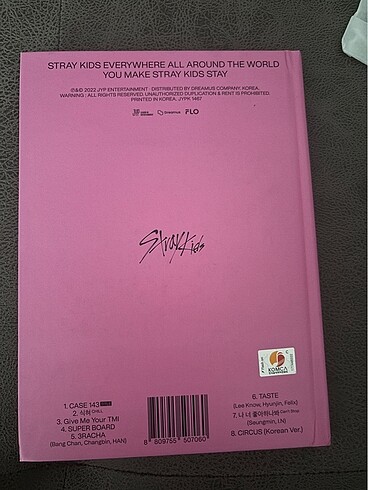 STRAY KIDS EVERYWHERE ALL AROUND THE WORLD
YOU MAKE STRAY KIDS STAY
℗&© 2022 JYP ENTERTAINMENT · DISTRIBUTED BY DREAMUS COMPANY, KOREA.
WARNING : ALL RIGHTS RESERVED. UNAUTHORIZED DUPLICATION & RENT IS PROHIBITED.
PRINTED IN KOREA. JYPK 1467
FLO
Stray Kids
KOMCA
1. CASE 143
2. 식혀 CHILL
3. Give Me Your TMI
4. SUPER BOARD
5. 3RACHA
(Bang Chan, Changbin, HAN)
8 809755 507060
6. TASTE
(Lee Know, Hyunjin, Felix)
7. 나 너 좋아하나봐 Can't Stop
(Seungmin, I.N)
8. CIRCUS (Korean Ver.)